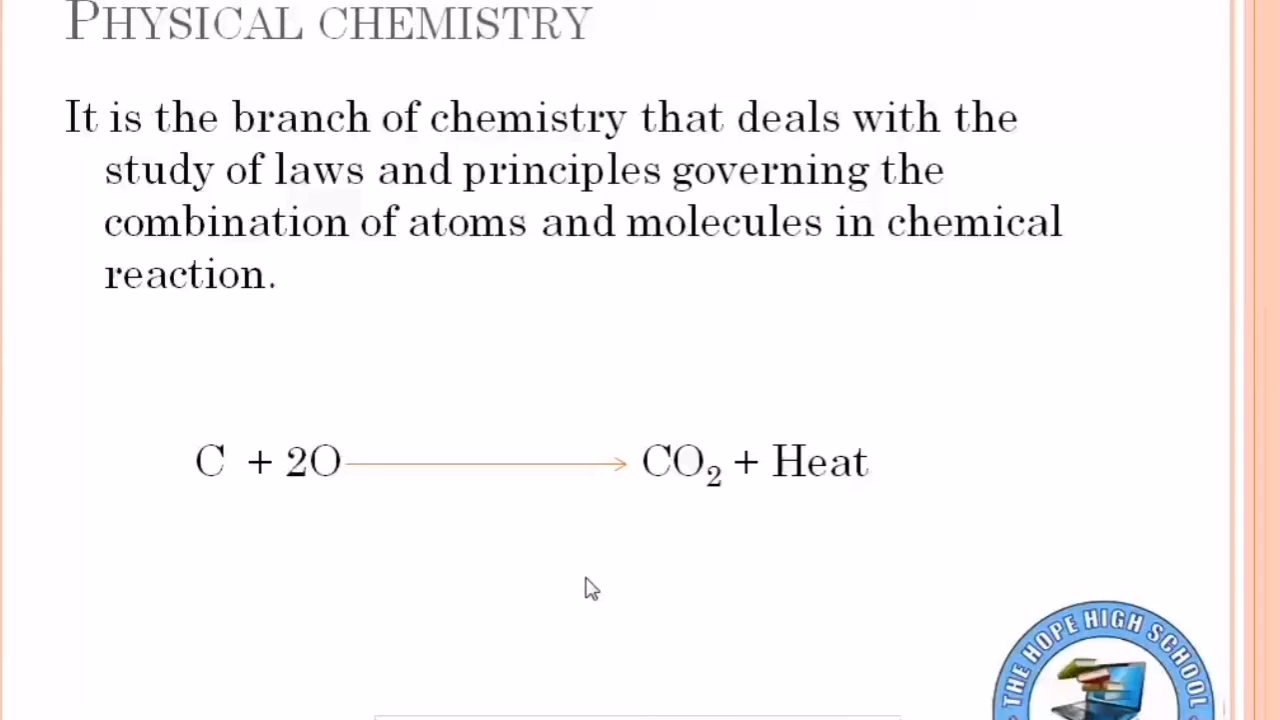 PHYSICAL CHEMISTRY
It is the branch of chemistry that deals with the
study of laws and principles governing the
combination of atoms and molecules in chemical
reaction.
C + 2O → CO₂ + Heat
THE HOPE HIGH SCHOOL